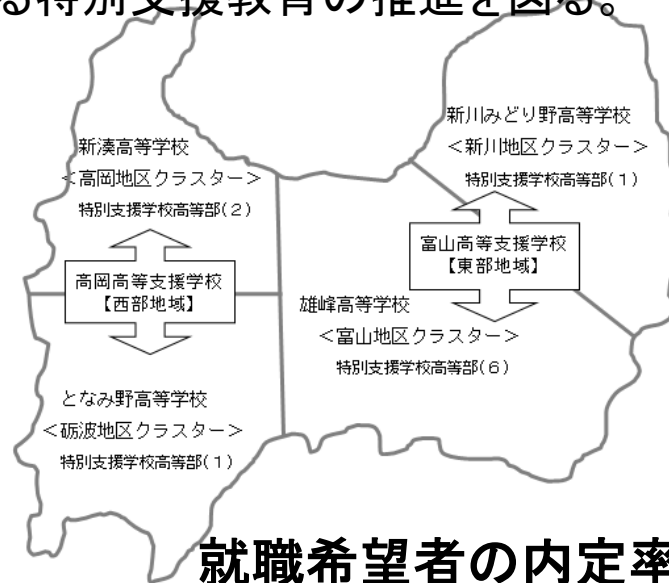 る特別支援教育の推進を図る。
新川みどり野高等学校
＜新川地区クラスター＞
特別支援学校高等部(１)
新湊高等学校
＜高岡地区クラスター＞
特別支援学校高等部(２)
富山高等支援学校
【東部地域】
高岡高等支援学校
【西部地域】
雄峰高等学校
＜富山地区クラスター＞
特別支援学校高等部(６)
となみ野高等学校
＜砺波地区クラスター＞
特別支援学校高等部(１)
就職希望者の内定率